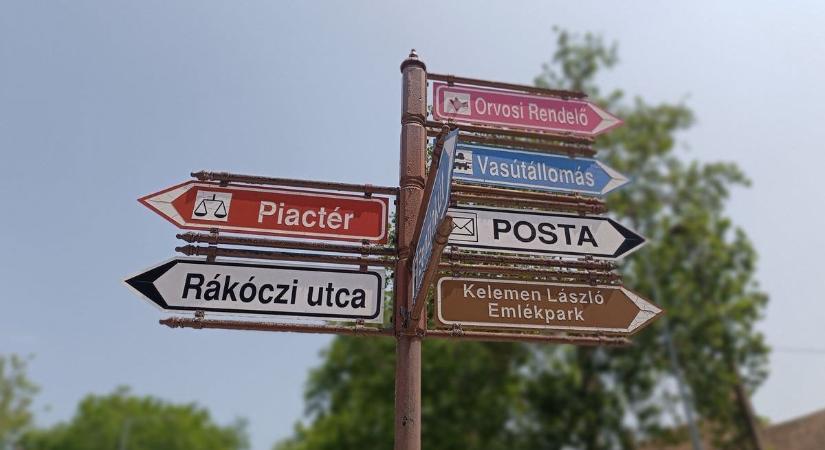 Orvosi Rendelő
Vasútállomás
POSTA
Kelemen László
Emlékpark
Piactér
Rákóczi utca